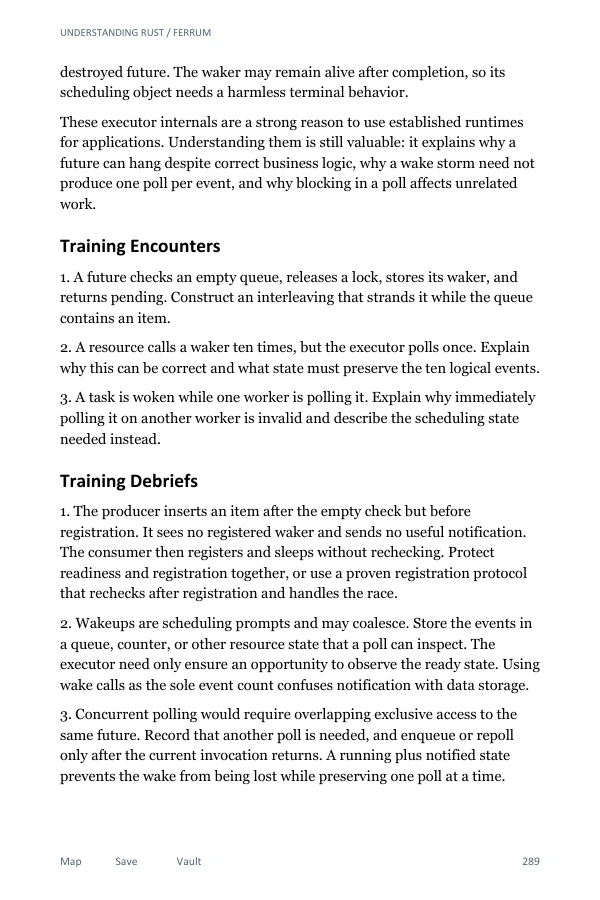 UNDERSTANDING RUST / FERRUM
destroyed future. The waker may remain alive after completion, so its
scheduling object needs a harmless terminal behavior.
These executor internals are a strong reason to use established runtimes
for applications. Understanding them is still valuable: it explains why a
future can hang despite correct business logic, why a wake storm need not
produce one poll per event, and why blocking in a poll affects unrelated
work.
Training Encounters
1. A future checks an empty queue, releases a lock, stores its waker, and
returns pending. Construct an interleaving that strands it while the queue
contains an item.
2. A resource calls a waker ten times, but the executor polls once. Explain
why this can be correct and what state must preserve the ten logical events.
3. A task is woken while one worker is polling it. Explain why immediately
polling it on another worker is invalid and describe the scheduling state
needed instead.
Training Debriefs
1. The producer inserts an item after the empty check but before
registration. It sees no registered waker and sends no useful notification.
The consumer then registers and sleeps without rechecking. Protect
readiness and registration together, or use a proven registration protocol
that rechecks after registration and handles the race.
2. Wakeups are scheduling prompts and may coalesce. Store the events in
a queue, counter, or other resource state that a poll can inspect. The
executor need only ensure an opportunity to observe the ready state. Using
wake calls as the sole event count confuses notification with data storage.
3. Concurrent polling would require overlapping exclusive access to the
same future. Record that another poll is needed, and enqueue or repoll
only after the current invocation returns. A running plus notified state
prevents the wake from being lost while preserving one poll at a time.
Map Save Vault 289